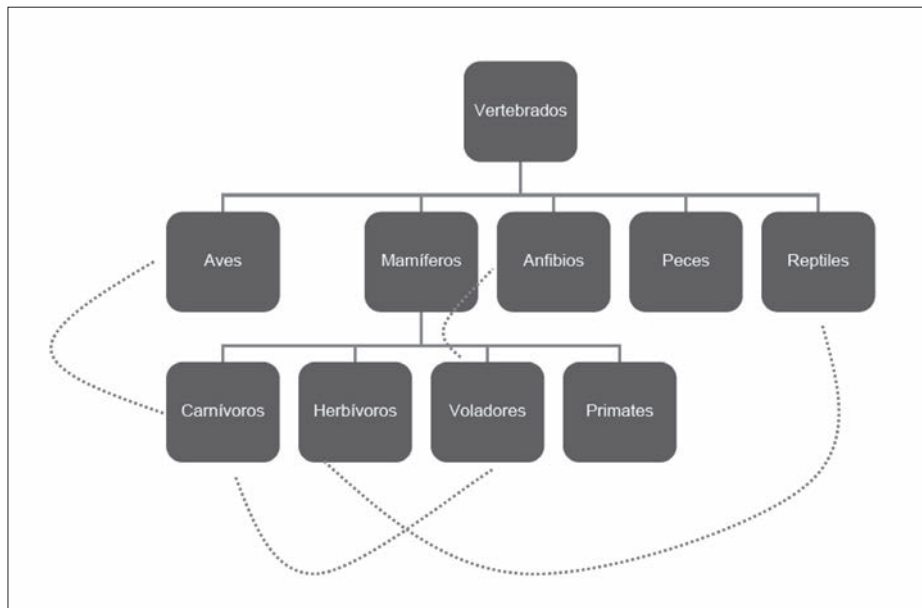 Vertebrados
Aves
Mamíferos
Anfibios
Peces
Reptiles
Carnívoros
Herbívoros
Voladores
Primates